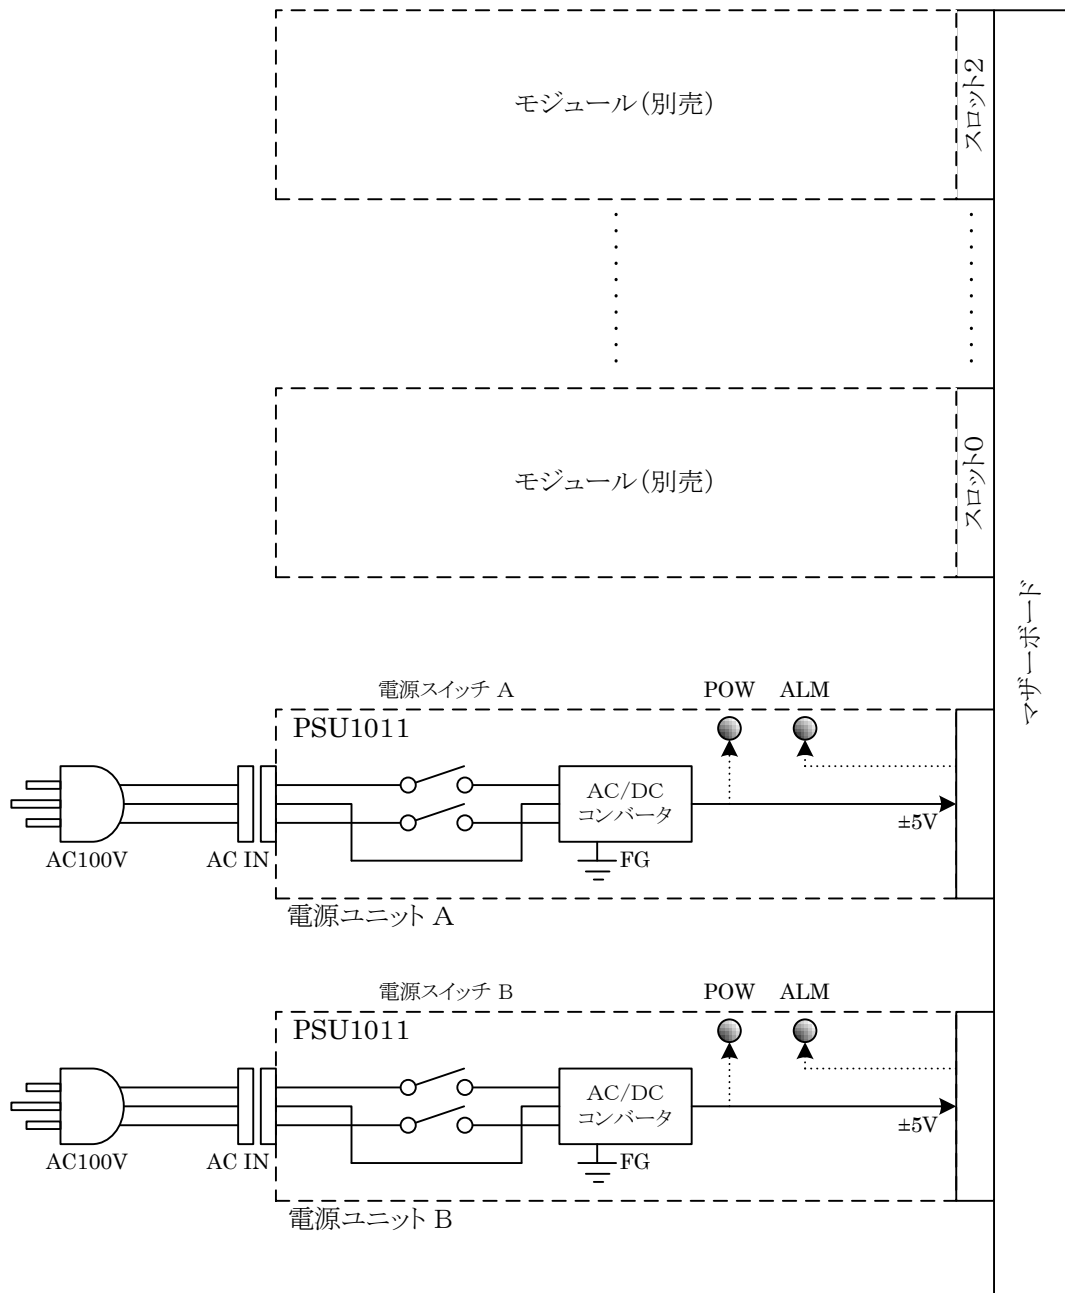 モジュール(別売)
スロット2
モジュール(別売)
スロット0
マザーボード
電源スイッチ A
POW
ALM
PSU1011
AC/DC
コンバータ
±5V
AC100V
AC IN
FG
電源ユニット A
電源スイッチ B
POW
ALM
PSU1011
AC/DC
コンバータ
±5V
AC100V
AC IN
FG
電源ユニット B